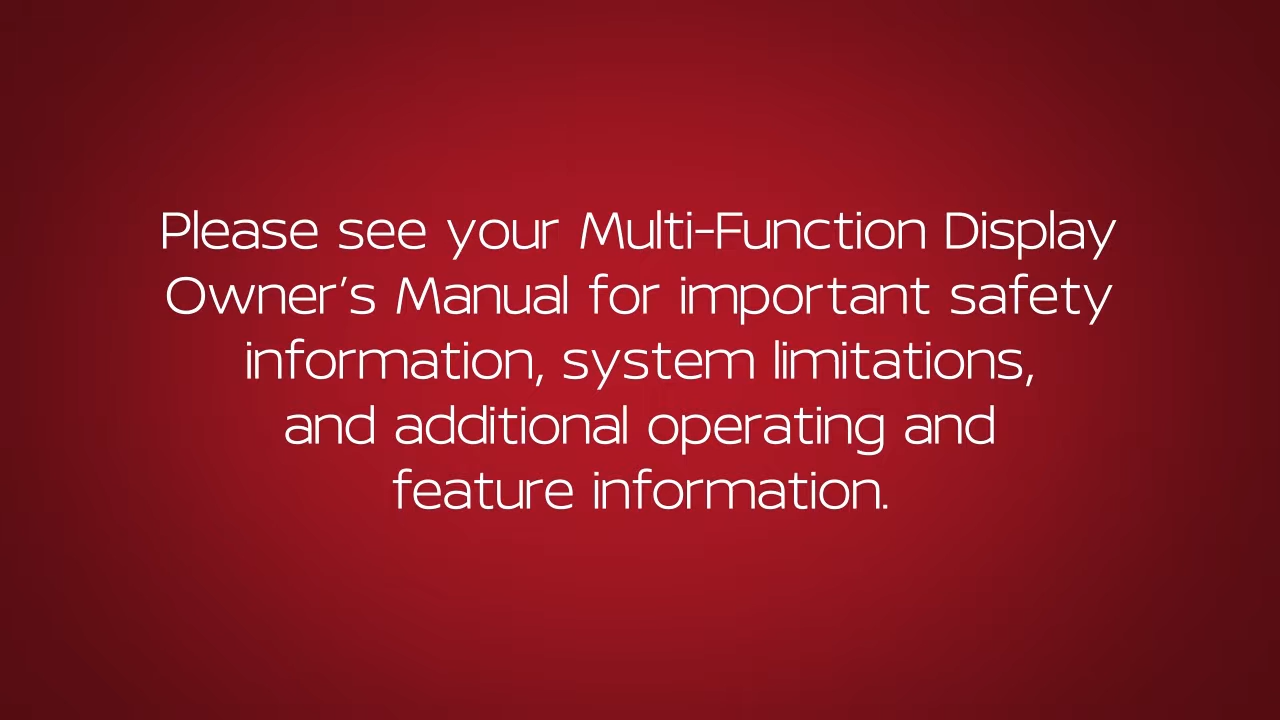 Please see your Multi-Function Display
Owner's Manual for important safety
information, system limitations,
and additional operating and
feature information.